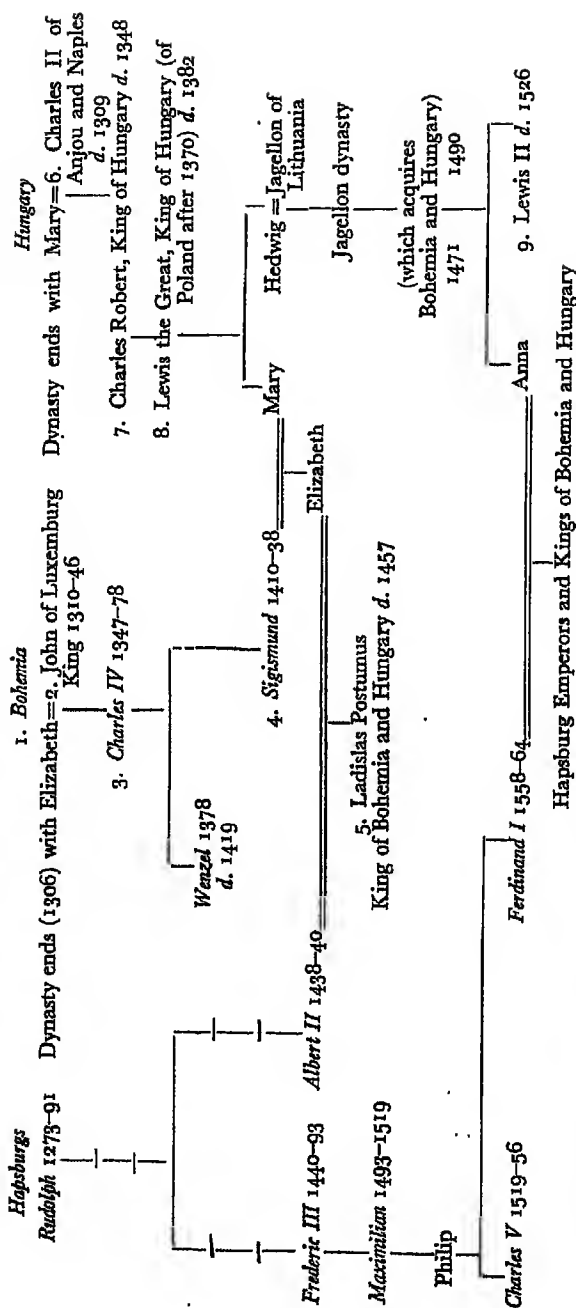 Hapsburgs
Rudolph 1273–91
Frederic III 1440–93
Maximilian 1493–1519
Philip
Charles V 1519–56
Albert II 1438–40
Ferdinand I 1558–64
1. Bohemia
Dynasty ends (1306) with Elizabeth=2. John of Luxemburg
King 1310–46
3. Charles IV 1347–78
Wenzel 1378
d. 1419
4. Sigismund 1410–38
5. Ladislas Postumus
King of Bohemia and Hungary d. 1457
Hungary
Dynasty ends with Mary=6. Charles II of
Anjou and Naples
d. 1309
7. Charles Robert, King of Hungary d. 1348
8. Lewis the Great, King of Hungary (of
Poland after 1370) d. 1382
Mary
Hedwig=Jagellon of
Lithuania
Elizabeth
Jagellon dynasty
(which acquires
Bohemia and Hungary)
1471 1490
Anna
9. Lewis II d. 1526
Hapsburg Emperors and Kings of Bohemia and Hungary